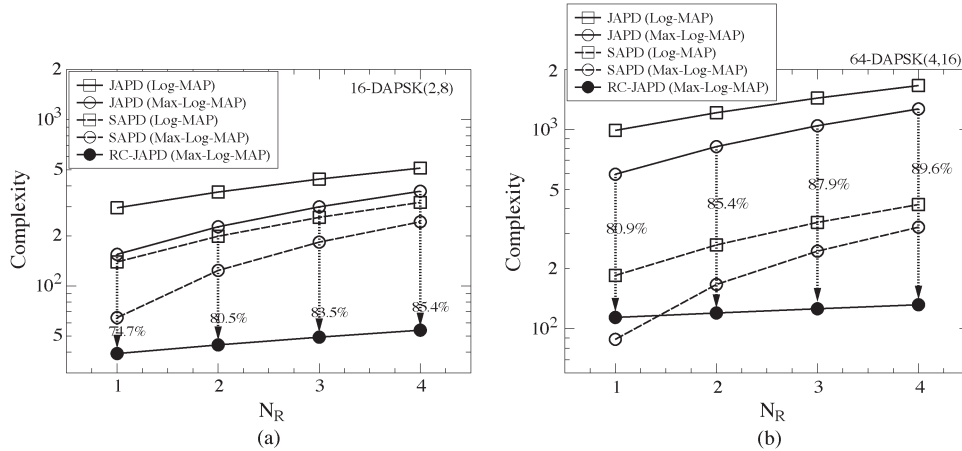 2
16-DAPSK(2,8)
JAPD (Log-MAP)
JAPD (Max-Log-MAP)
SAPD (Log-MAP)
SAPD (Max-Log-MAP)
RC-JAPD (Max-Log-MAP)
10³
5
2
10²
5
Complexity
74.7%
80.5%
83.5%
85.4%
1 2 3 4
N_R
(a)
JAPD (Log-MAP)
JAPD (Max-Log-MAP)
SAPD (Log-MAP)
SAPD (Max-Log-MAP)
RC-JAPD (Max-Log-MAP)
64-DAPSK(4,16)
2
10³
5
2
10²
Complexity
80.9%
85.4%
87.9%
89.6%
1 2 3 4
N_R
(b)